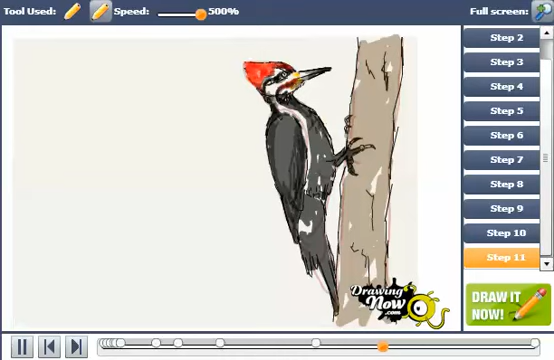 Tool Used:
Speed:
500%
Full screen:
Step 2
Step 3
Step 4
Step 5
Step 6
Step 7
Step 8
Step 9
Step 10
Step 11
Drawing
Now.com
DRAW IT
NOW!